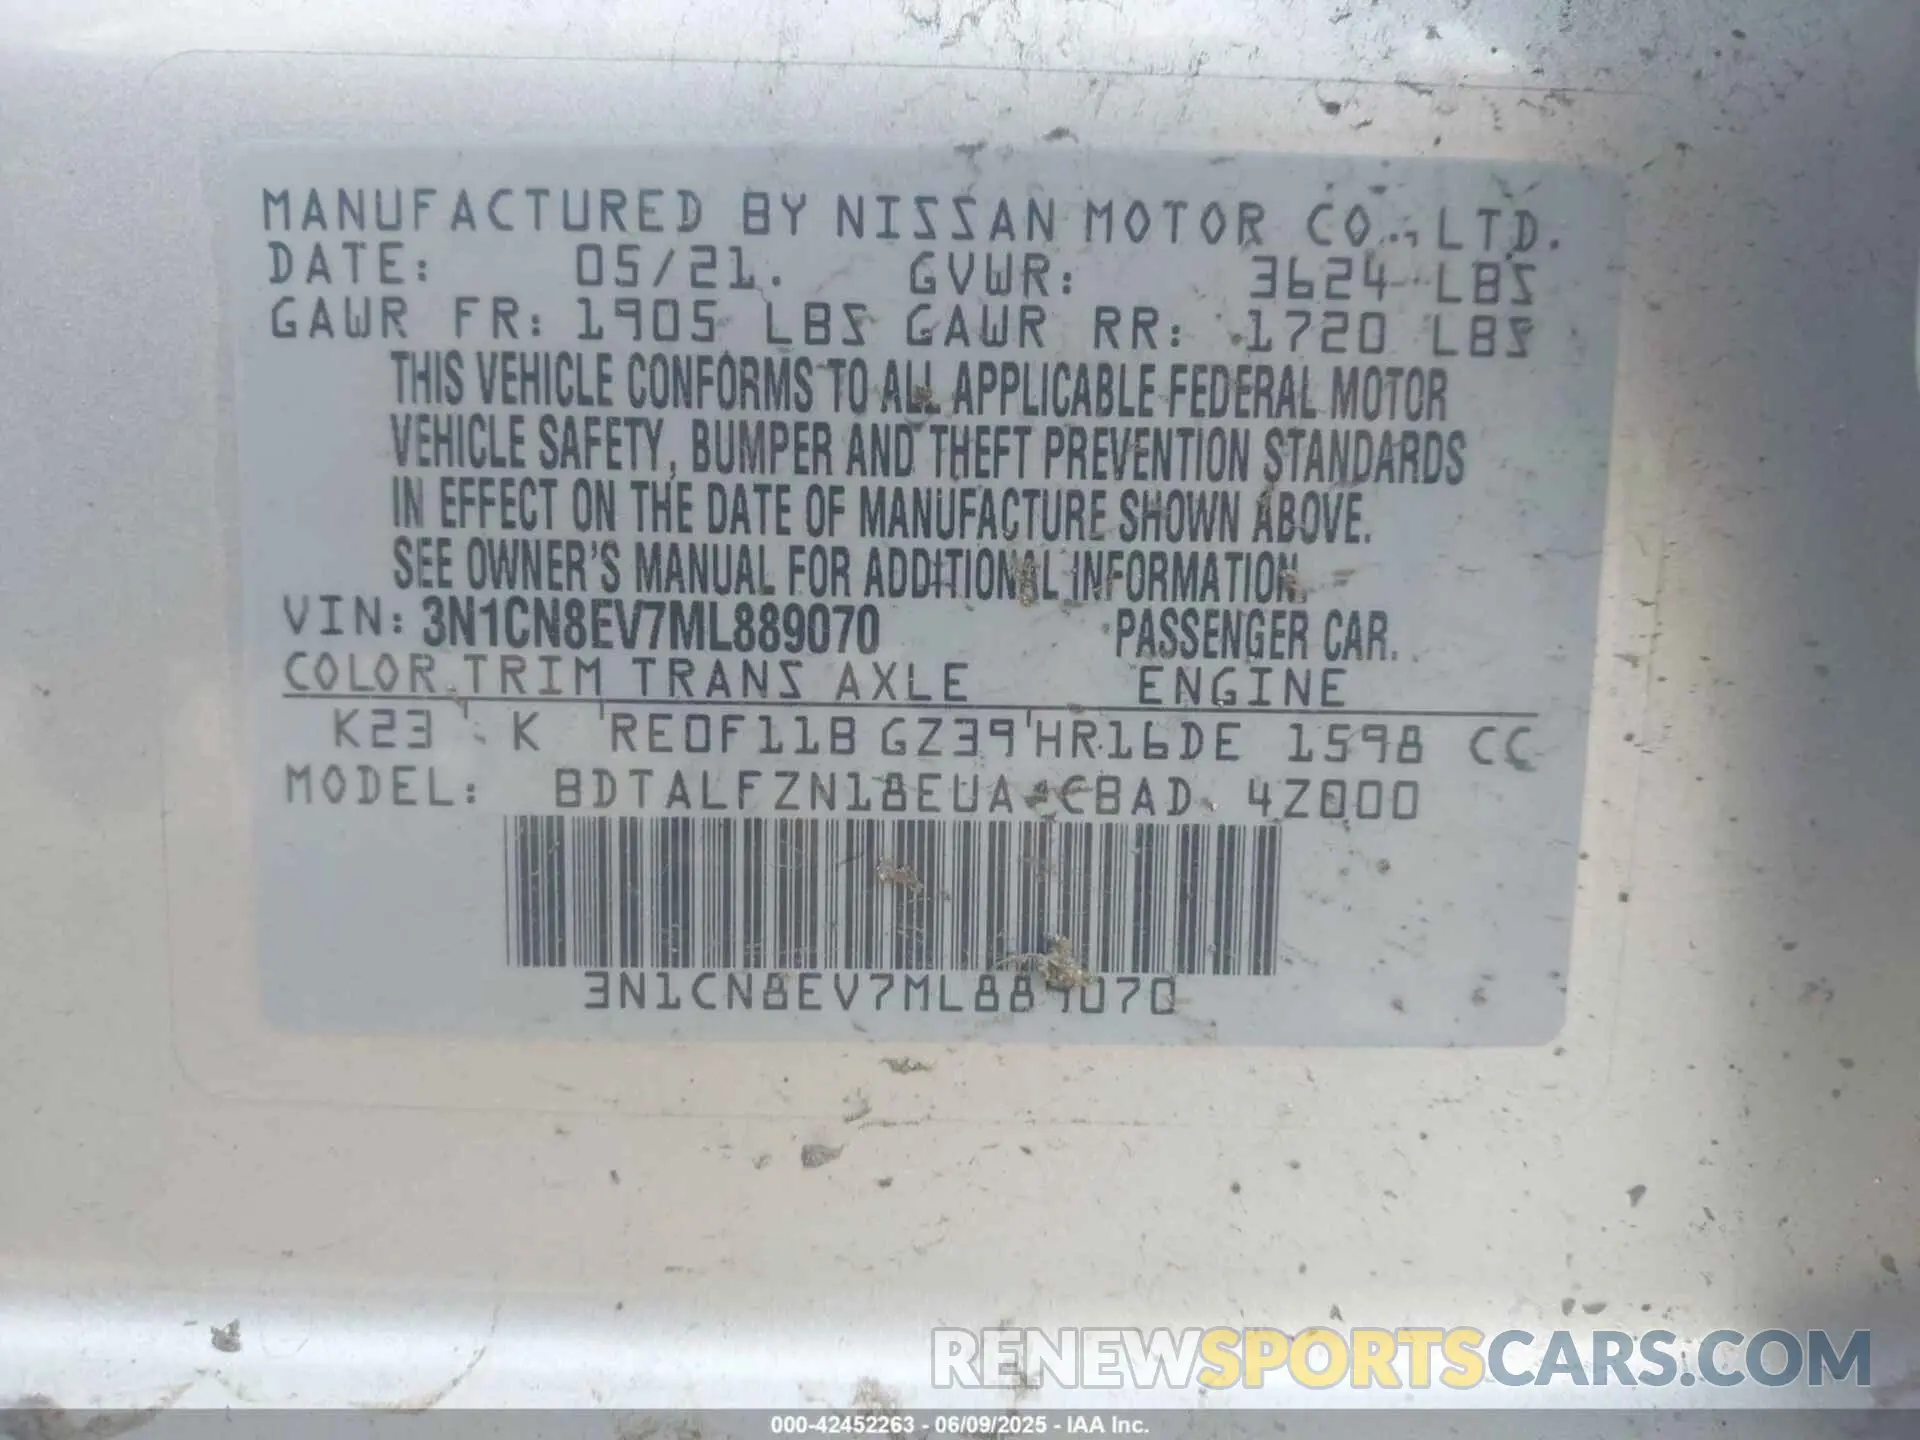 MANUFACTURED BY NISSAN MOTOR CO., LTD.
DATE: 05/21. GVWR: 3624 LBS
GAWR FR: 1905 LBS GAWR RR: 1720 LBS
THIS VEHICLE CONFORMS TO ALL APPLICABLE FEDERAL MOTOR
VEHICLE SAFETY, BUMPER AND THEFT PREVENTION STANDARDS
IN EFFECT ON THE DATE OF MANUFACTURE SHOWN ABOVE.
SEE OWNER'S MANUAL FOR ADDITIONAL INFORMATION.
VIN: 3N1CN8EV7ML889070 PASSENGER CAR.
COLOR TRIM TRANS AXLE ENGINE
K23 K RE0F11B GZ39 HR16DE 1598 CC
MODEL: BDTALFZN18EUA-CBAD 4Z000
3N1CN8EV7ML889070
RENEWSPORTSCARS.COM
000-42452263 - 06/09/2025 - IAA Inc.